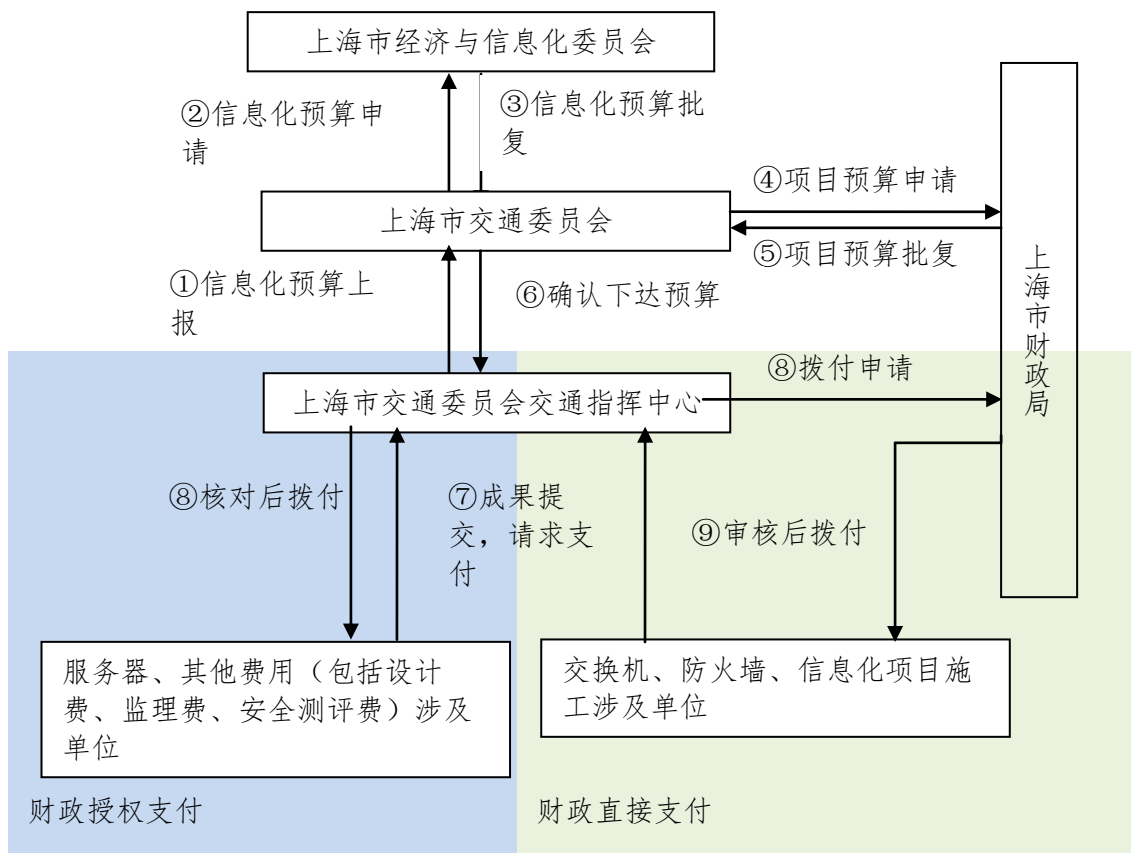 上海市经济与信息化委员会
②信息化预算申
请
③信息化预算批
复
④项目预算申请
上海市交通委员会
⑤项目预算批复
①信息化预算上
报
⑥确认下达预算
上海市财政局
⑧拨付申请
上海市交通委员会交通指挥中心
⑧核对后拨付
⑦成果提
交，请求支
付
⑨审核后拨付
服务器、其他费用（包括设计
费、监理费、安全测评费）涉及
单位
交换机、防火墙、信息化项目施
工涉及单位
财政授权支付
财政直接支付